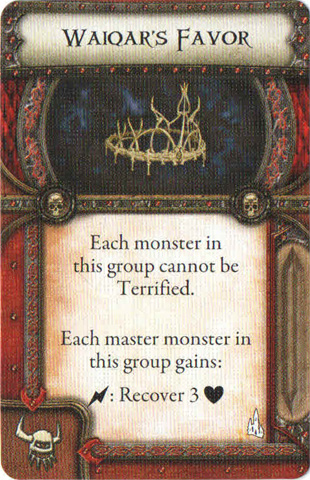 Waiqar's Favor
Each monster in
this group cannot be
Terrified.
Each master monster in
this group gains:
: Recover 3